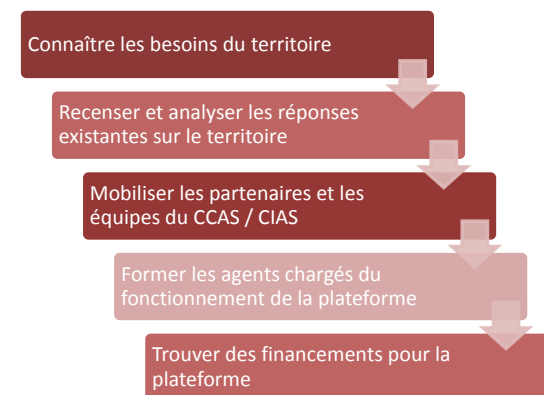 Connaître les besoins du territoire
Recenser et analyser les réponses
existantes sur le territoire
Mobiliser les partenaires et les
équipes du CCAS / CIAS
Former les agents chargés du
fonctionnement de la plateforme
Trouver des financements pour la
plateforme